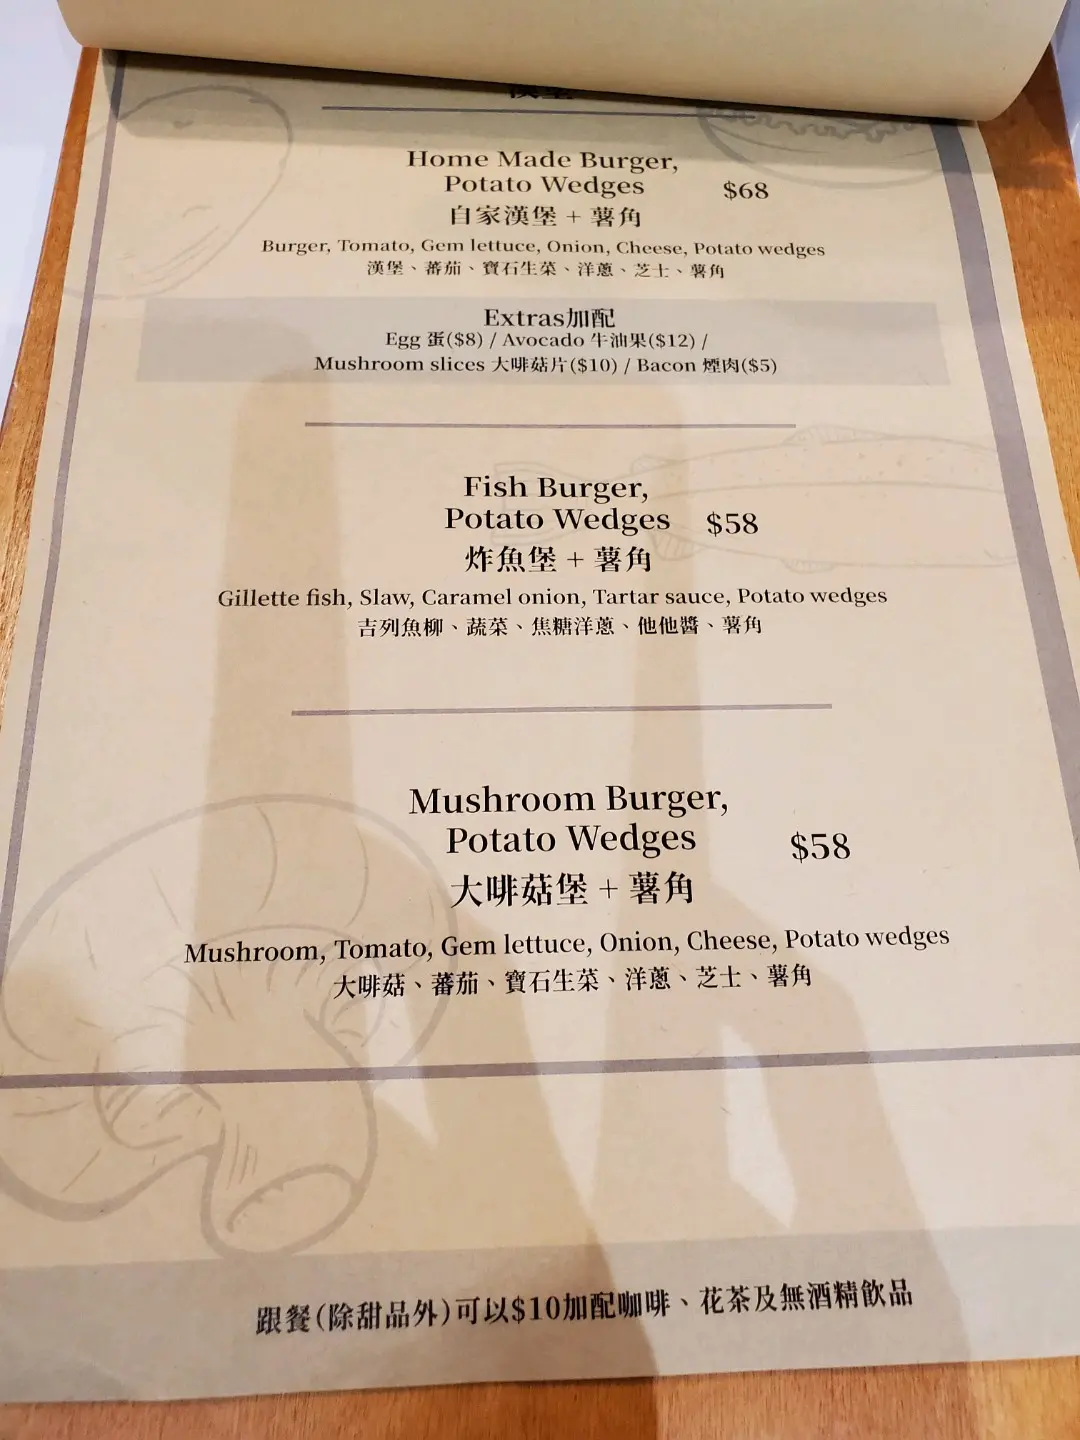 漢堡
Home Made Burger,
Potato Wedges $68
自家漢堡 + 薯角
Burger, Tomato, Gem lettuce, Onion, Cheese, Potato wedges
漢堡、蕃茄、寶石生菜、洋蔥、芝士、薯角
Extras加配
Egg 蛋($8) / Avocado 牛油果($12) /
Mushroom slices 大啡菇片($10) / Bacon 煙肉($5)
Fish Burger,
Potato Wedges $58
炸魚堡 + 薯角
Gillette fish, Slaw, Caramel onion, Tartar sauce, Potato wedges
吉列魚柳、蔬菜、焦糖洋蔥、他他醬、薯角
Mushroom Burger,
Potato Wedges $58
大啡菇堡 + 薯角
Mushroom, Tomato, Gem lettuce, Onion, Cheese, Potato wedges
大啡菇、蕃茄、寶石生菜、洋蔥、芝士、薯角
跟餐(除甜品外)可以$10加配咖啡、花茶及無酒精飲品